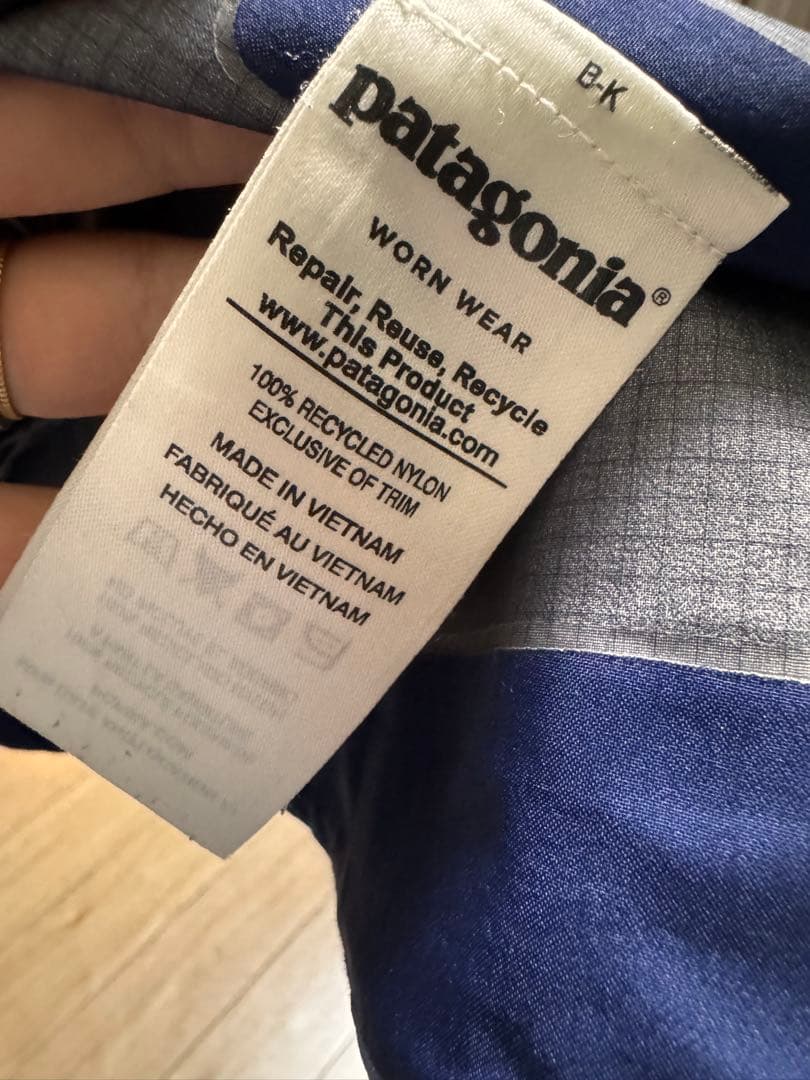 B-K
patagonia®
WORN WEAR
Repair, Reuse, Recycle
This Product
www.patagonia.com
100% RECYCLED NYLON
EXCLUSIVE OF TRIM
MADE IN VIETNAM
FABRIQUÉ AU VIETNAM
HECHO EN VIETNAM